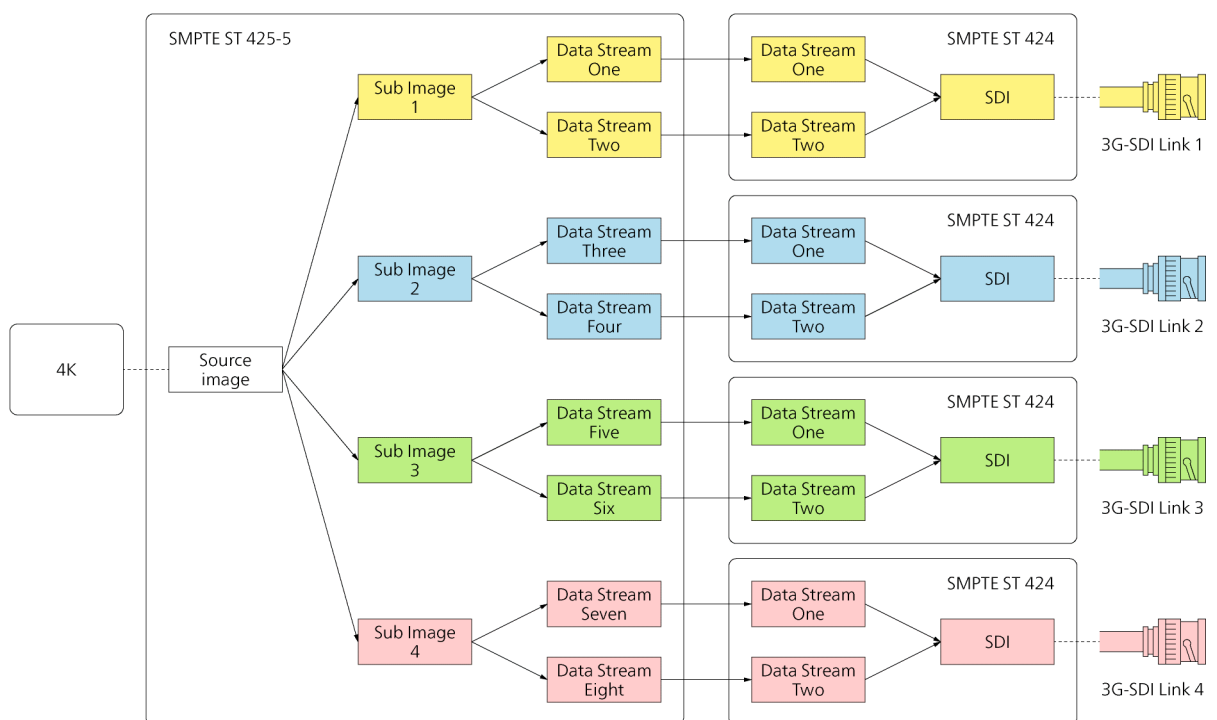 SMPTE ST 425-5
4K
Source
image
Sub Image
1
Data Stream
One
Data Stream
Two
SMPTE ST 424
Data Stream
One
Data Stream
Two
SDI
3G-SDI Link 1
Sub Image
2
Data Stream
Three
Data Stream
Four
SMPTE ST 424
Data Stream
One
Data Stream
Two
SDI
3G-SDI Link 2
Sub Image
3
Data Stream
Five
Data Stream
Six
SMPTE ST 424
Data Stream
One
Data Stream
Two
SDI
3G-SDI Link 3
Sub Image
4
Data Stream
Seven
Data Stream
Eight
SMPTE ST 424
Data Stream
One
Data Stream
Two
SDI
3G-SDI Link 4